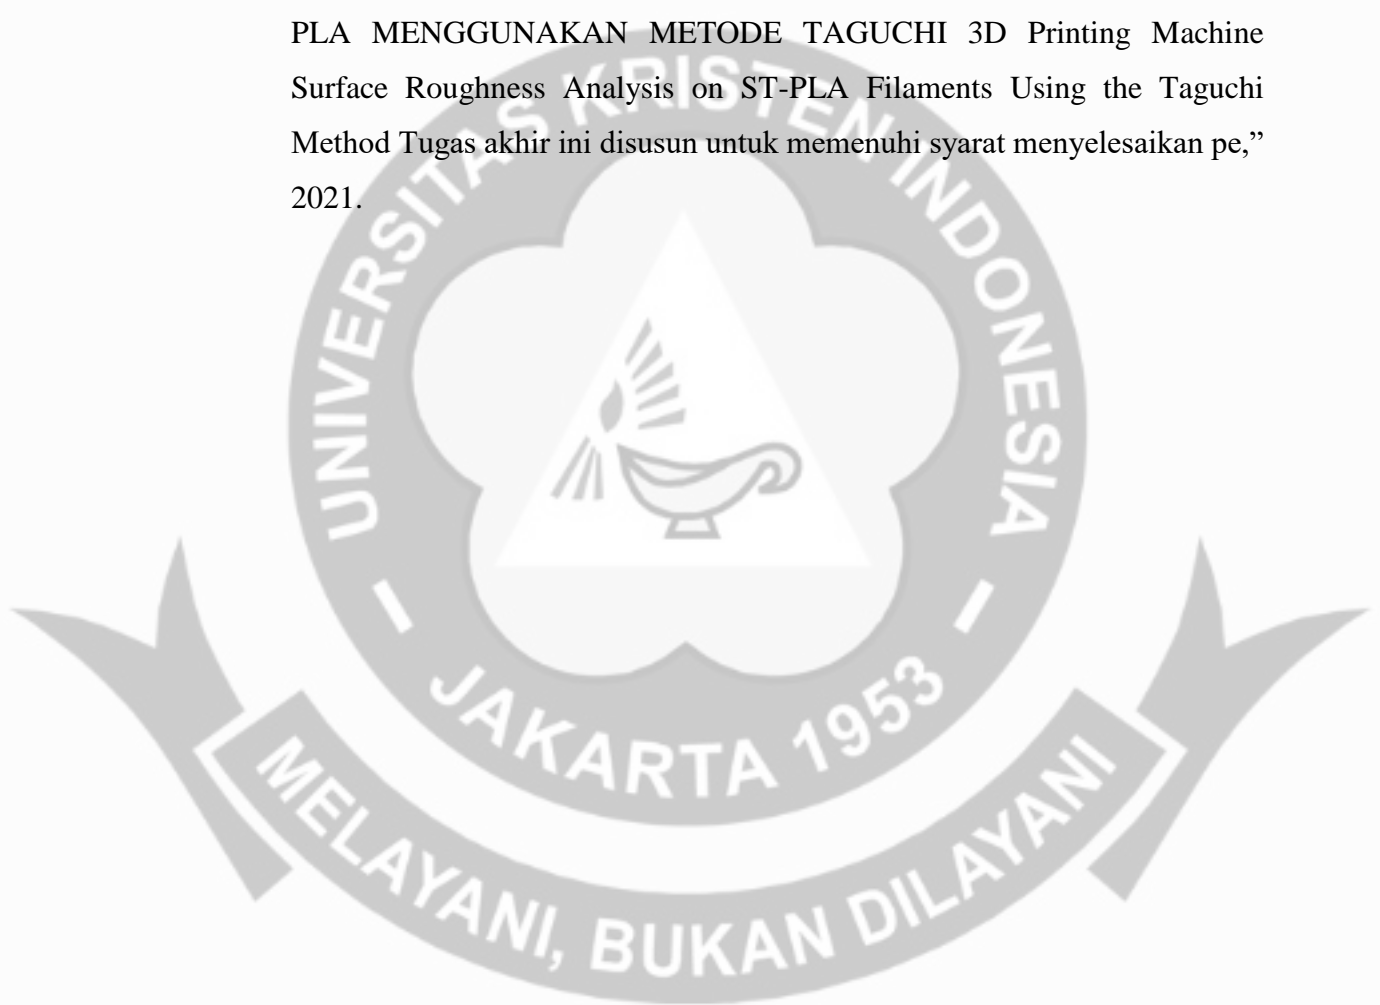 PLA MENGGUNAKAN METODE TAGUCHI 3D Printing Machine
Surface Roughness Analysis on ST-PLA Filaments Using the Taguchi
Method Tugas akhir ini disusun untuk memenuhi syarat menyelesaikan pe,”
2021.
UNIVERSITAS KRISTEN INDONESIA
JAKARTA 1953
MELAYANI, BUKAN DILAYANI